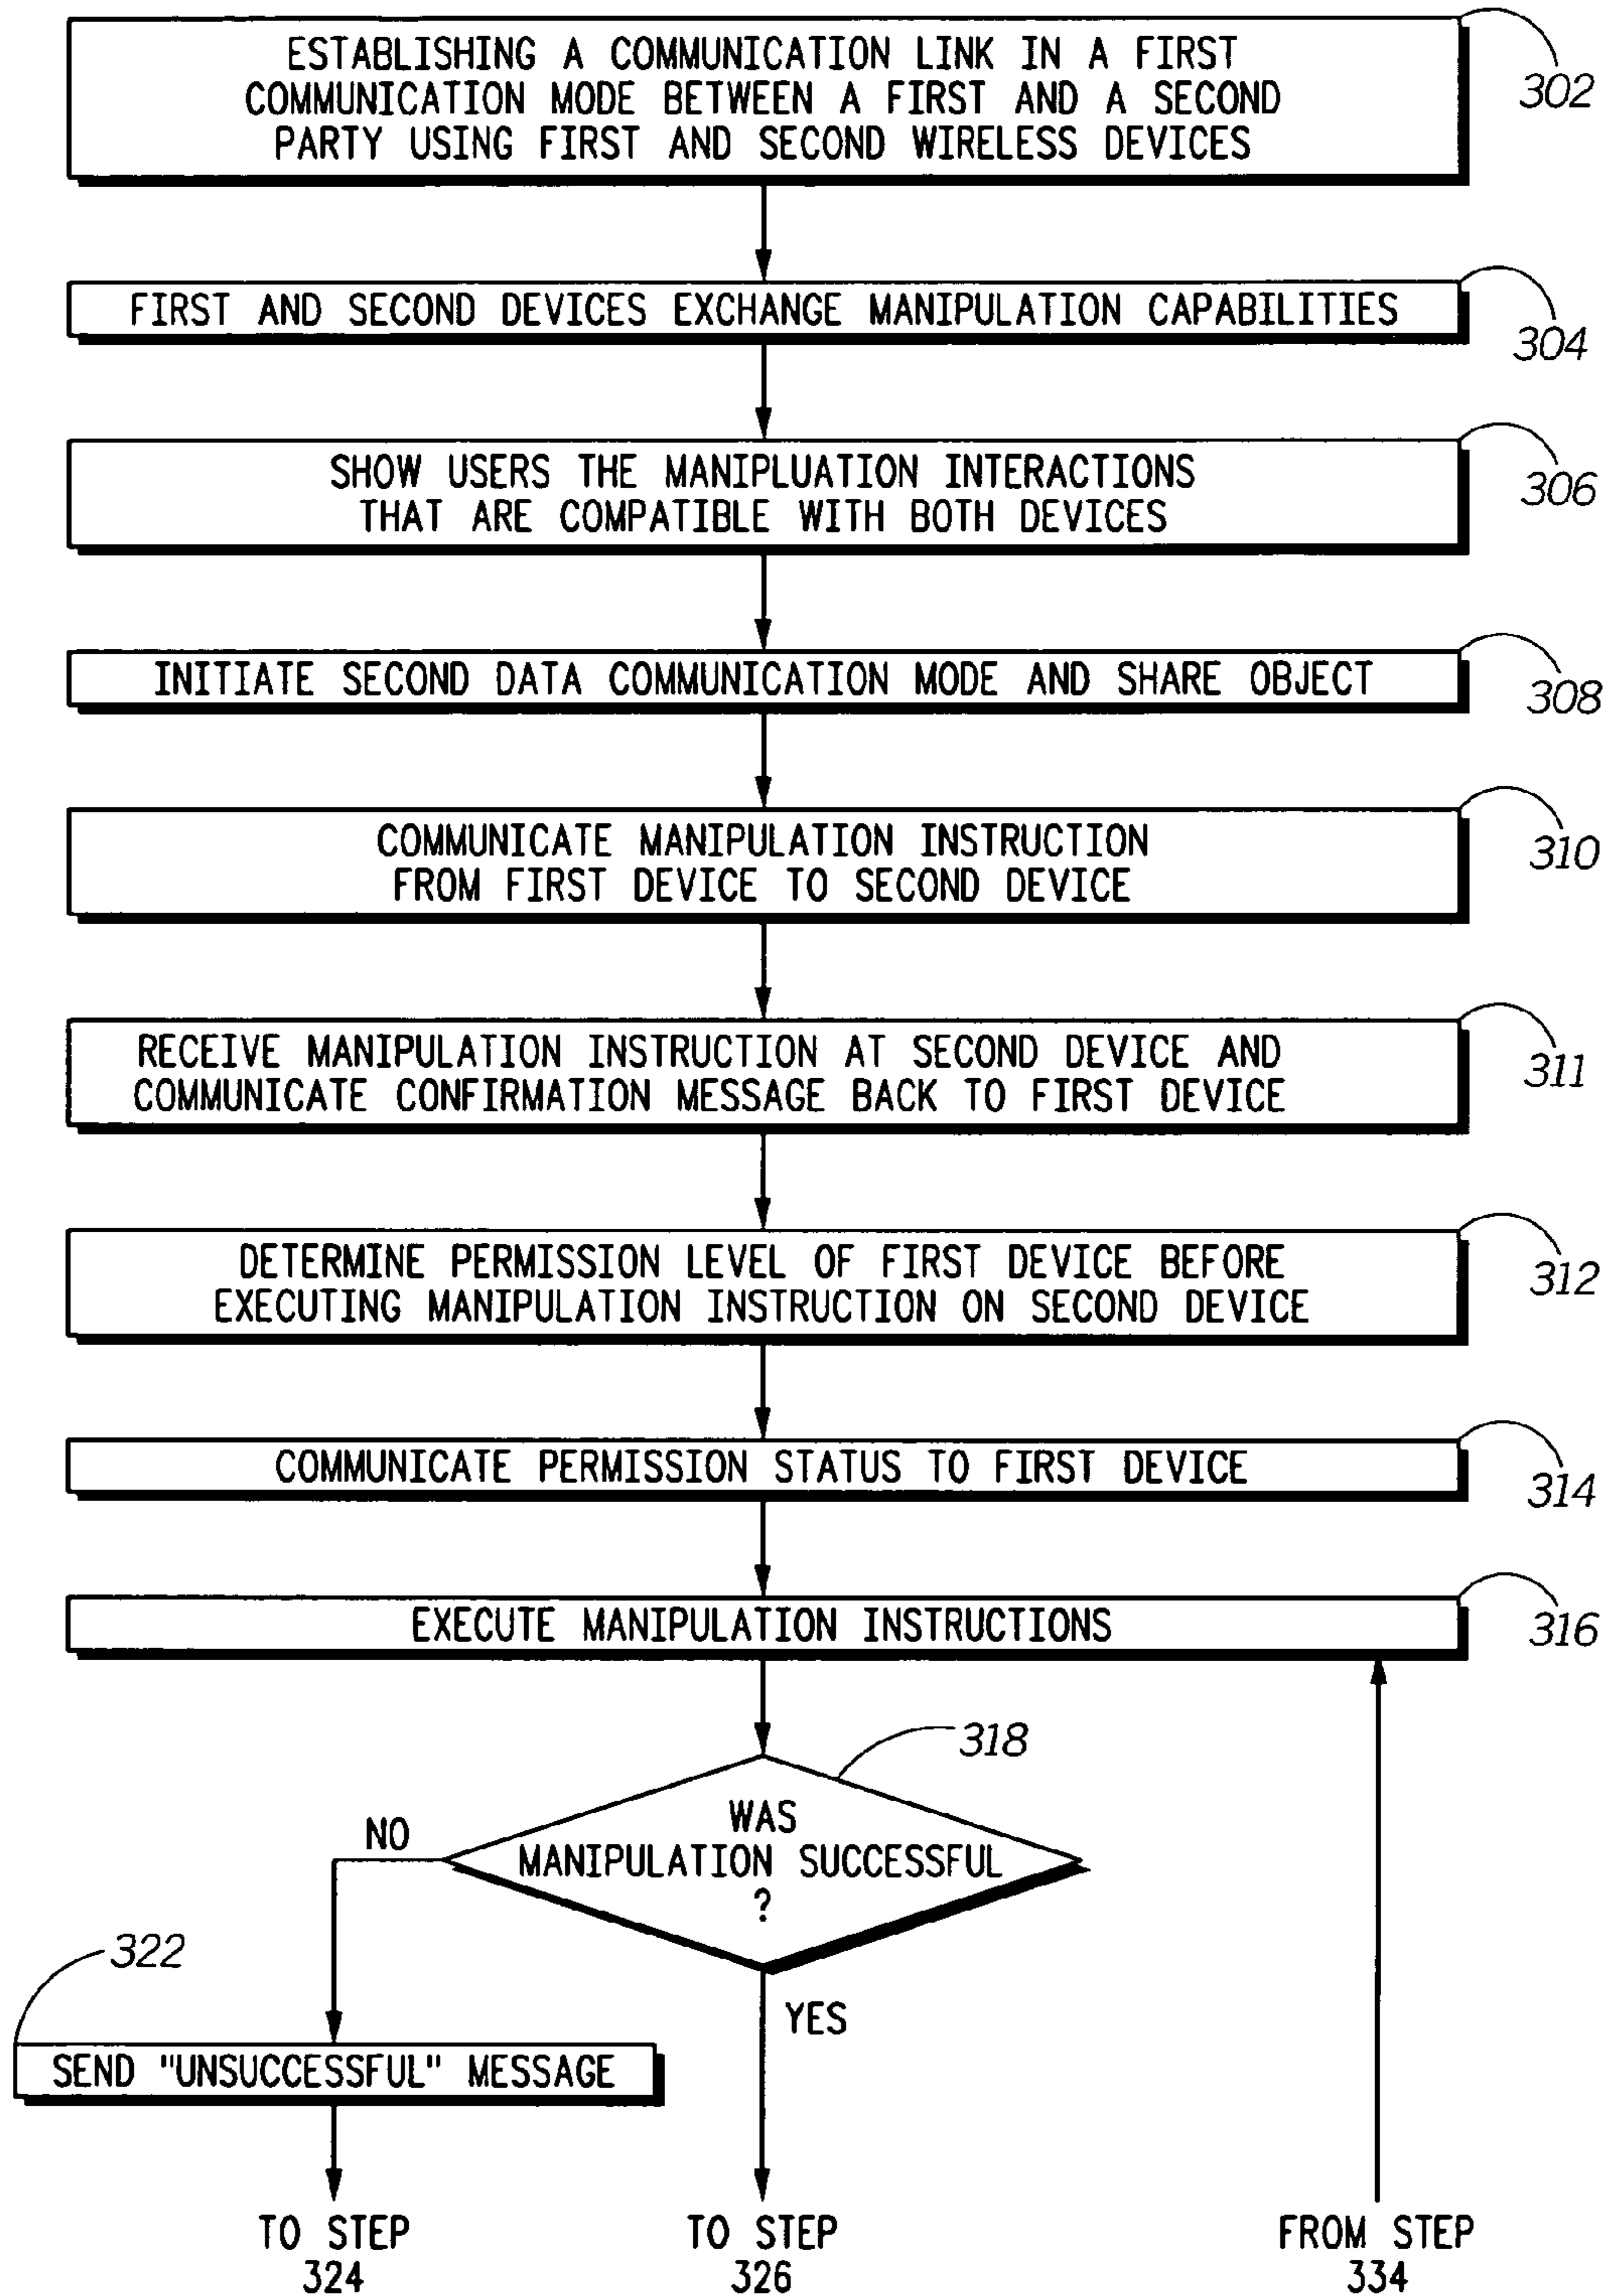 ESTABLISHING A COMMUNICATION LINK IN A FIRST
COMMUNICATION MODE BETWEEN A FIRST AND A SECOND
PARTY USING FIRST AND SECOND WIRELESS DEVICES
302
FIRST AND SECOND DEVICES EXCHANGE MANIPULATION CAPABILITIES
304
SHOW USERS THE MANIPLUATION INTERACTIONS
THAT ARE COMPATIBLE WITH BOTH DEVICES
306
INITIATE SECOND DATA COMMUNICATION MODE AND SHARE OBJECT
308
COMMUNICATE MANIPULATION INSTRUCTION
FROM FIRST DEVICE TO SECOND DEVICE
310
RECEIVE MANIPULATION INSTRUCTION AT SECOND DEVICE AND
COMMUNICATE CONFIRMATION MESSAGE BACK TO FIRST DEVICE
311
DETERMINE PERMISSION LEVEL OF FIRST DEVICE BEFORE
EXECUTING MANIPULATION INSTRUCTION ON SECOND DEVICE
312
COMMUNICATE PERMISSION STATUS TO FIRST DEVICE
314
EXECUTE MANIPULATION INSTRUCTIONS
316
318
WAS
MANIPULATION SUCCESSFUL
?
NO
YES
322
SEND "UNSUCCESSFUL" MESSAGE
TO STEP
324
TO STEP
326
FROM STEP
334